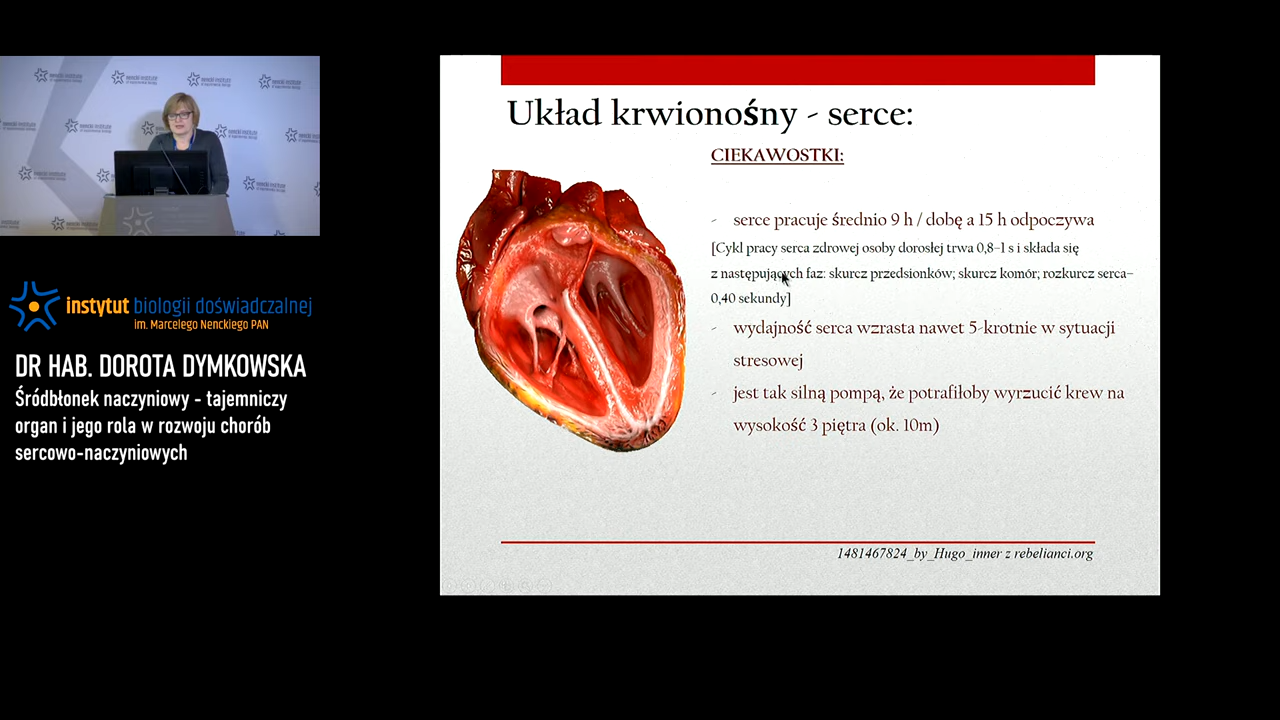 instytut biologii doświadczalnej
im. Marcelego Nenckiego PAN
DR HAB. DOROTA DYMKOWSKA
Śródbłonek naczyniowy - tajemniczy
organ i jego rola w rozwoju chorób
sercowo-naczyniowych
Układ krwionośny - serce:
CIEKAWOSTKI:
- serce pracuje średnio 9 h / dobę a 15 h odpoczywa
[Cykl pracy serca zdrowej osoby dorosłej trwa 0,8–1 s i składa się
z następujących faz: skurcz przedsionków; skurcz komór; rozkurcz serca–
0,40 sekundy]
- wydajność serca wzrasta nawet 5-krotnie w sytuacji
stresowej
- jest tak silną pompą, że potrafiłoby wyrzucić krew na
wysokość 3 piętra (ok. 10m)
1481467824_by_Hugo_inner z rebelianci.org